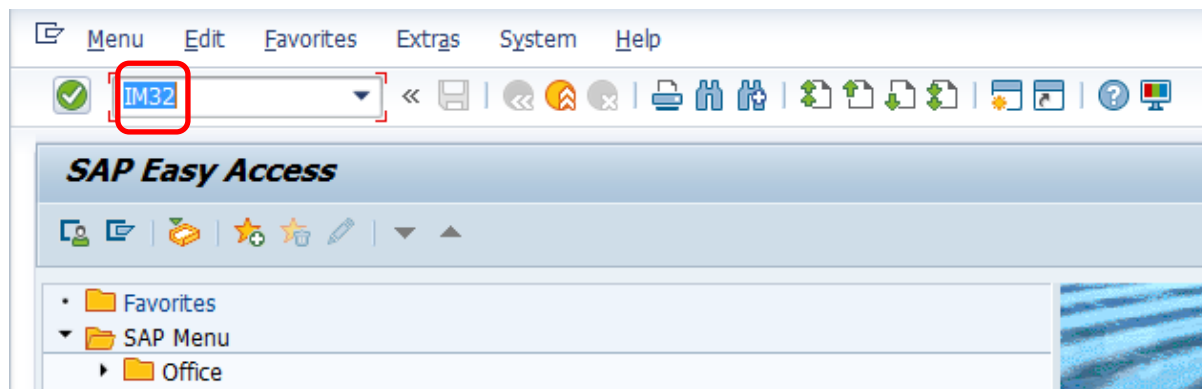 Menu Edit Favorites Extras System Help
IM32
SAP Easy Access
Favorites
SAP Menu
Office